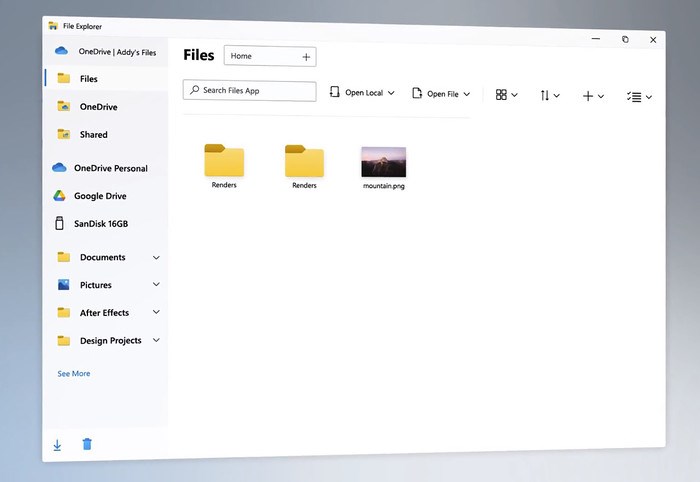 File Explorer
OneDrive | Addy's Files
Files
OneDrive
Shared
OneDrive Personal
Google Drive
SanDisk 16GB
Documents
Pictures
After Effects
Design Projects
See More
Files
Home
Search Files App
Open Local
Open File
Renders
Renders
mountain.png